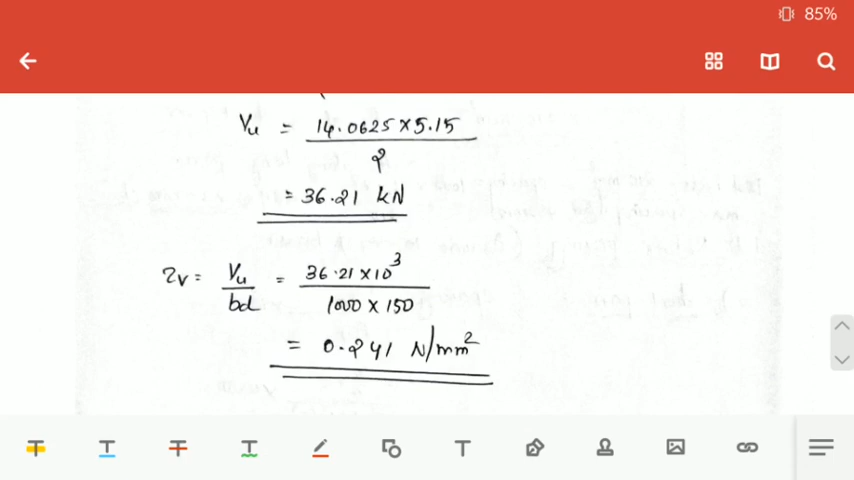 85%
Vu = 14.0625 × 5.15
2
= 36.21 kN
τv = Vu = 36.21 × 10³
bd 1000 × 150
= 0.241 N/mm²
T T T T T